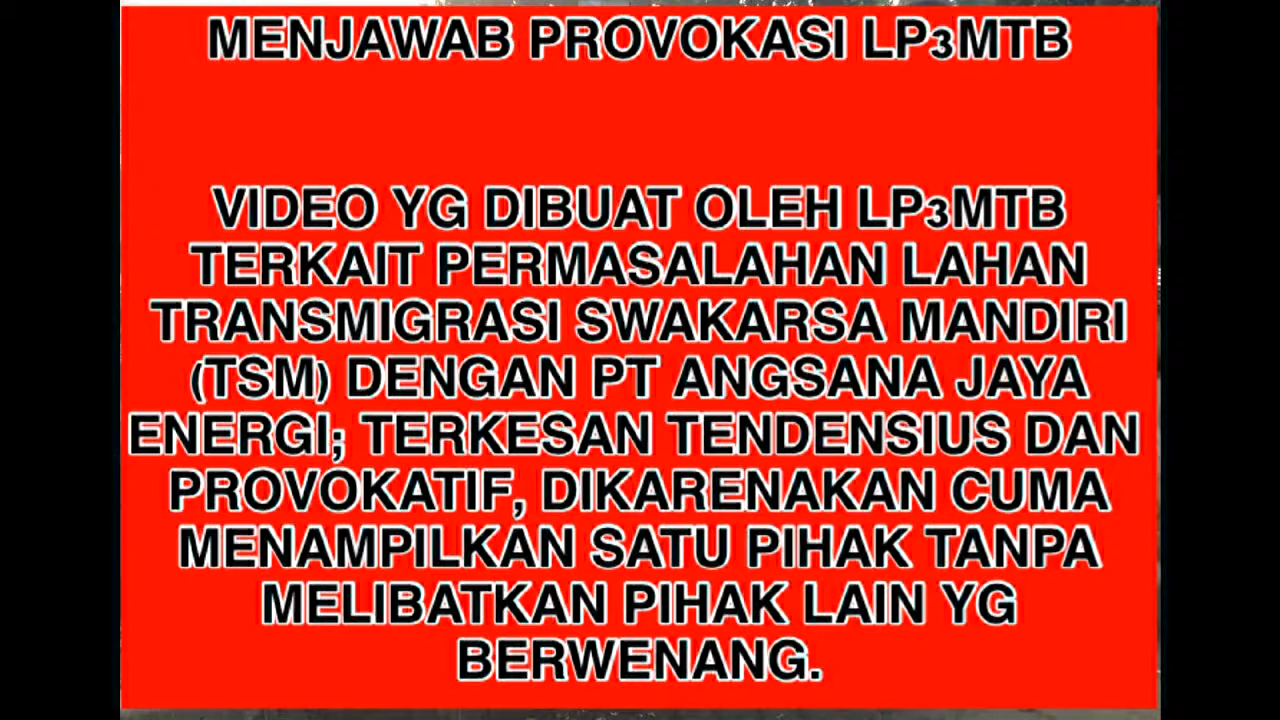 MENJAWAB PROVOKASI LP3MTB
VIDEO YG DIBUAT OLEH LP3MTB
TERKAIT PERMASALAHAN LAHAN
TRANSMIGRASI SWAKARSA MANDIRI
(TSM) DENGAN PT ANGSANA JAYA
ENERGI; TERKESAN TENDENSIUS DAN
PROVOKATIF, DIKARENAKAN CUMA
MENAMPILKAN SATU PIHAK TANPA
MELIBATKAN PIHAK LAIN YG
BERWENANG.